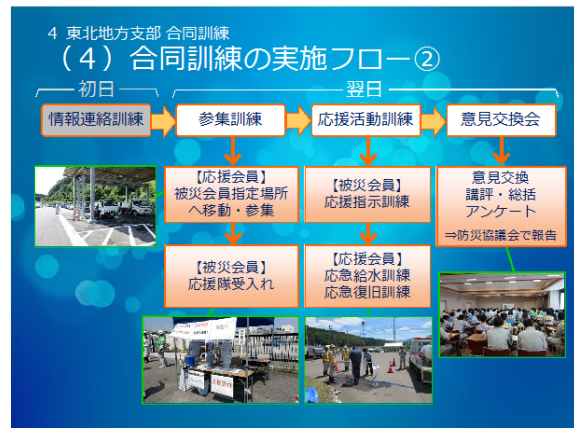 4 東北地方支部 合同訓練
（4）合同訓練の実施フロー②
初日
翌日
情報連絡訓練
参集訓練
応援活動訓練
意見交換会
【応援会員】
被災会員指定場所
へ移動・参集
【被災会員】
応援指示訓練
意見交換
講評・総括
アンケート
⇒防災協議会で報告
【被災会員】
応援隊受入れ
【応援会員】
応急給水訓練
応急復旧訓練